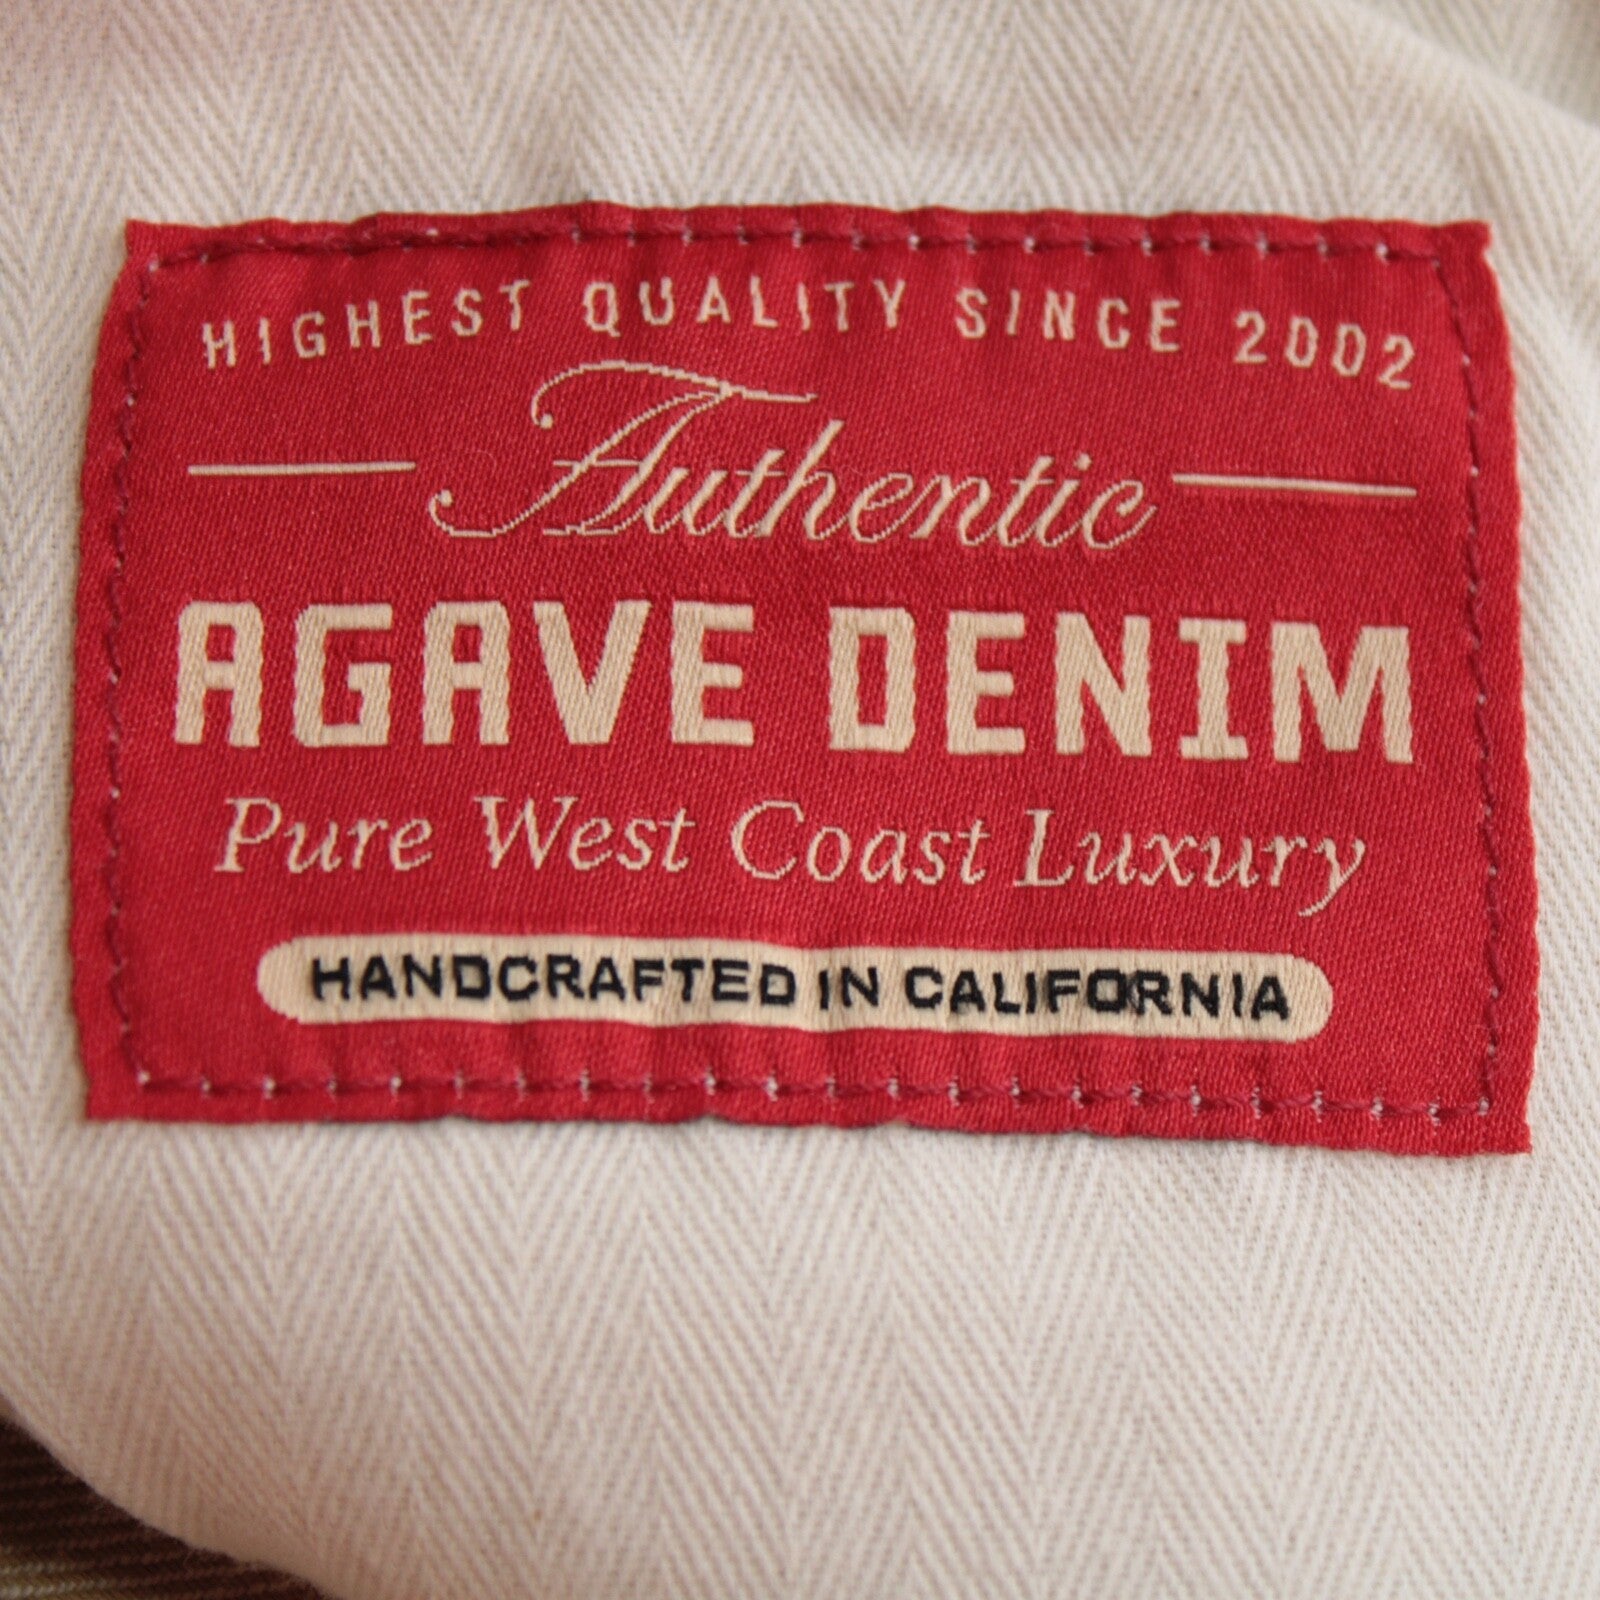 HIGHEST QUALITY SINCE 2002
Authentic
AGAVE DENIM
Pure West Coast Luxury
HANDCRAFTED IN CALIFORNIA